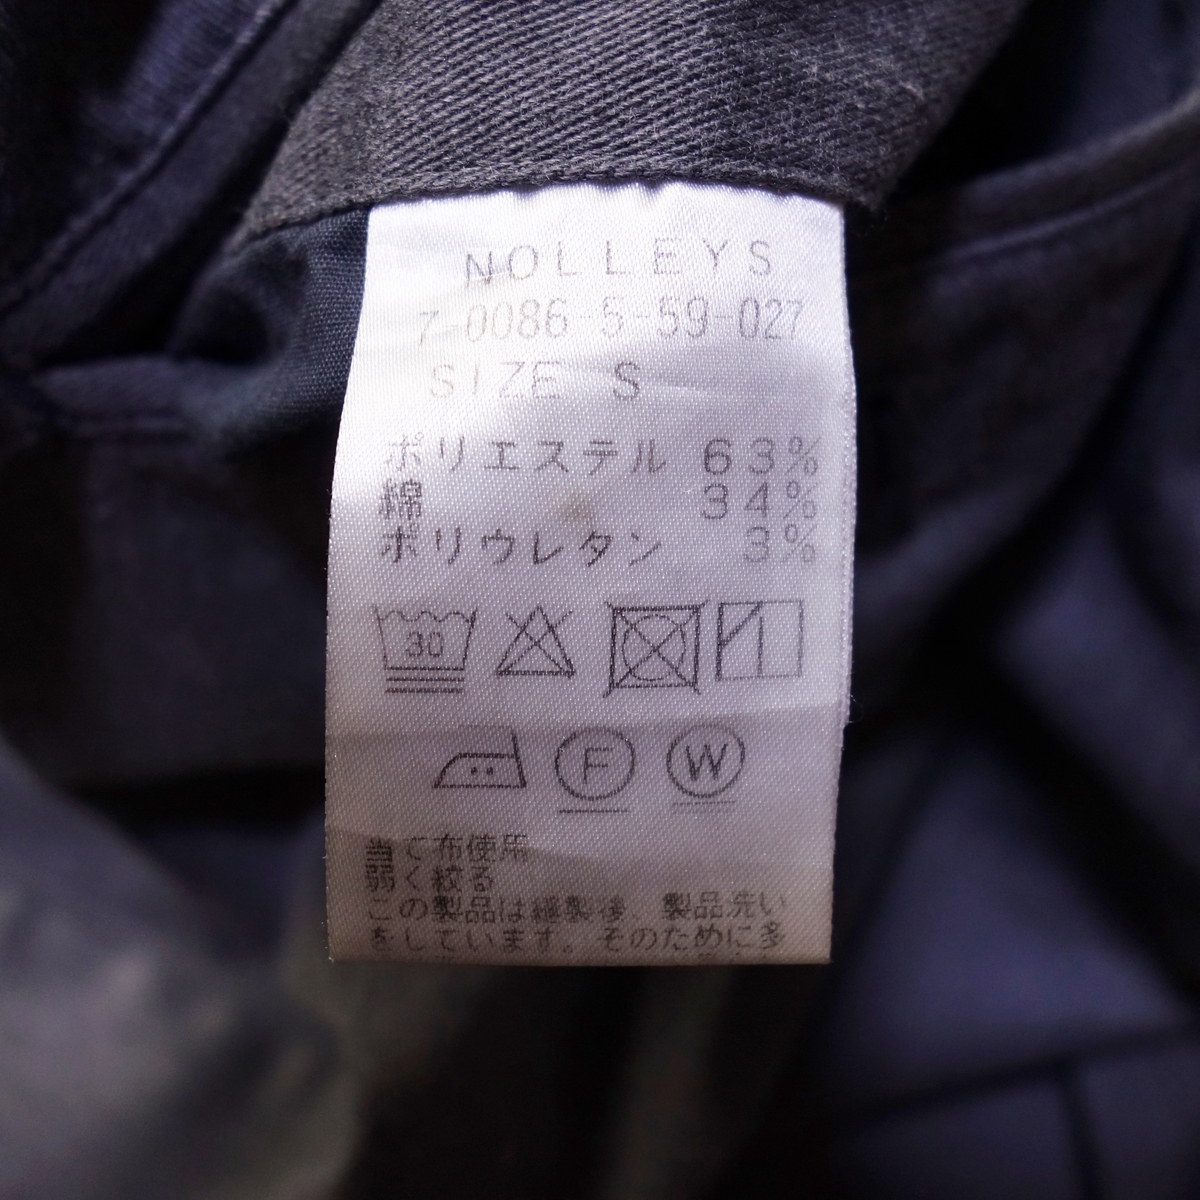 NOLLEYS
7-0086-5-59-027
SIZE S
ポリエステル 63%
綿 34%
ポリウレタン 3%
30
F W
当て布使用
弱く絞る
この製品は縫製後、製品洗い
をしています。そのために多